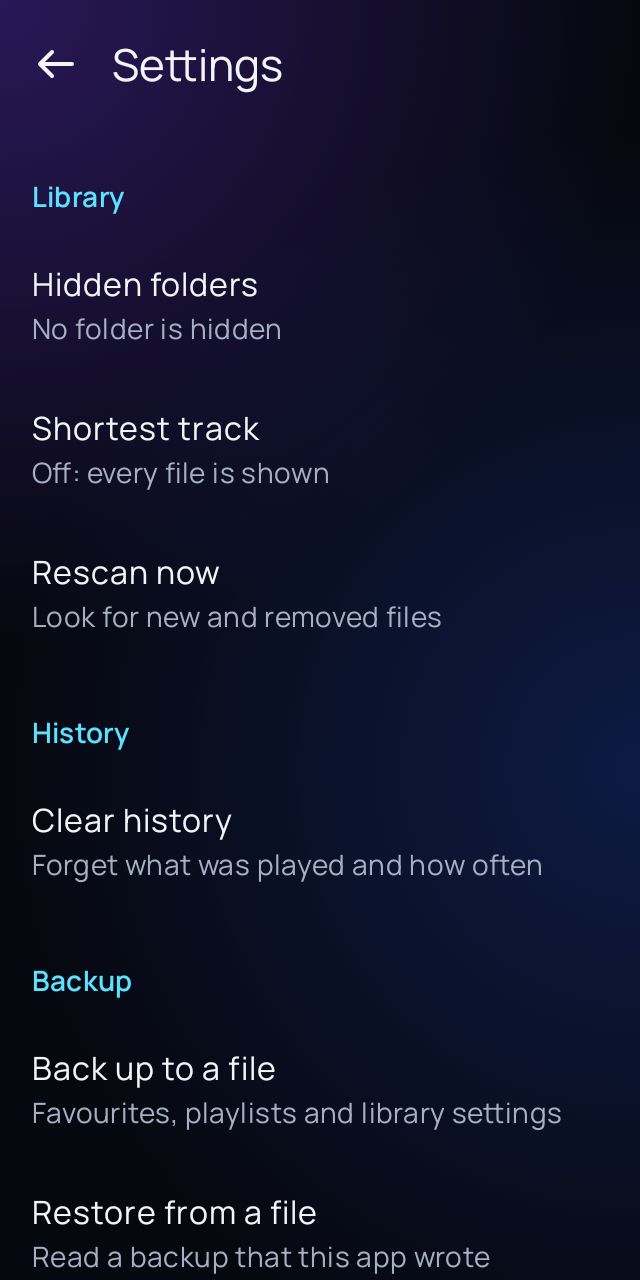 Settings
Library
Hidden folders
No folder is hidden
Shortest track
Off: every file is shown
Rescan now
Look for new and removed files
History
Clear history
Forget what was played and how often
Backup
Back up to a file
Favourites, playlists and library settings
Restore from a file
Read a backup that this app wrote